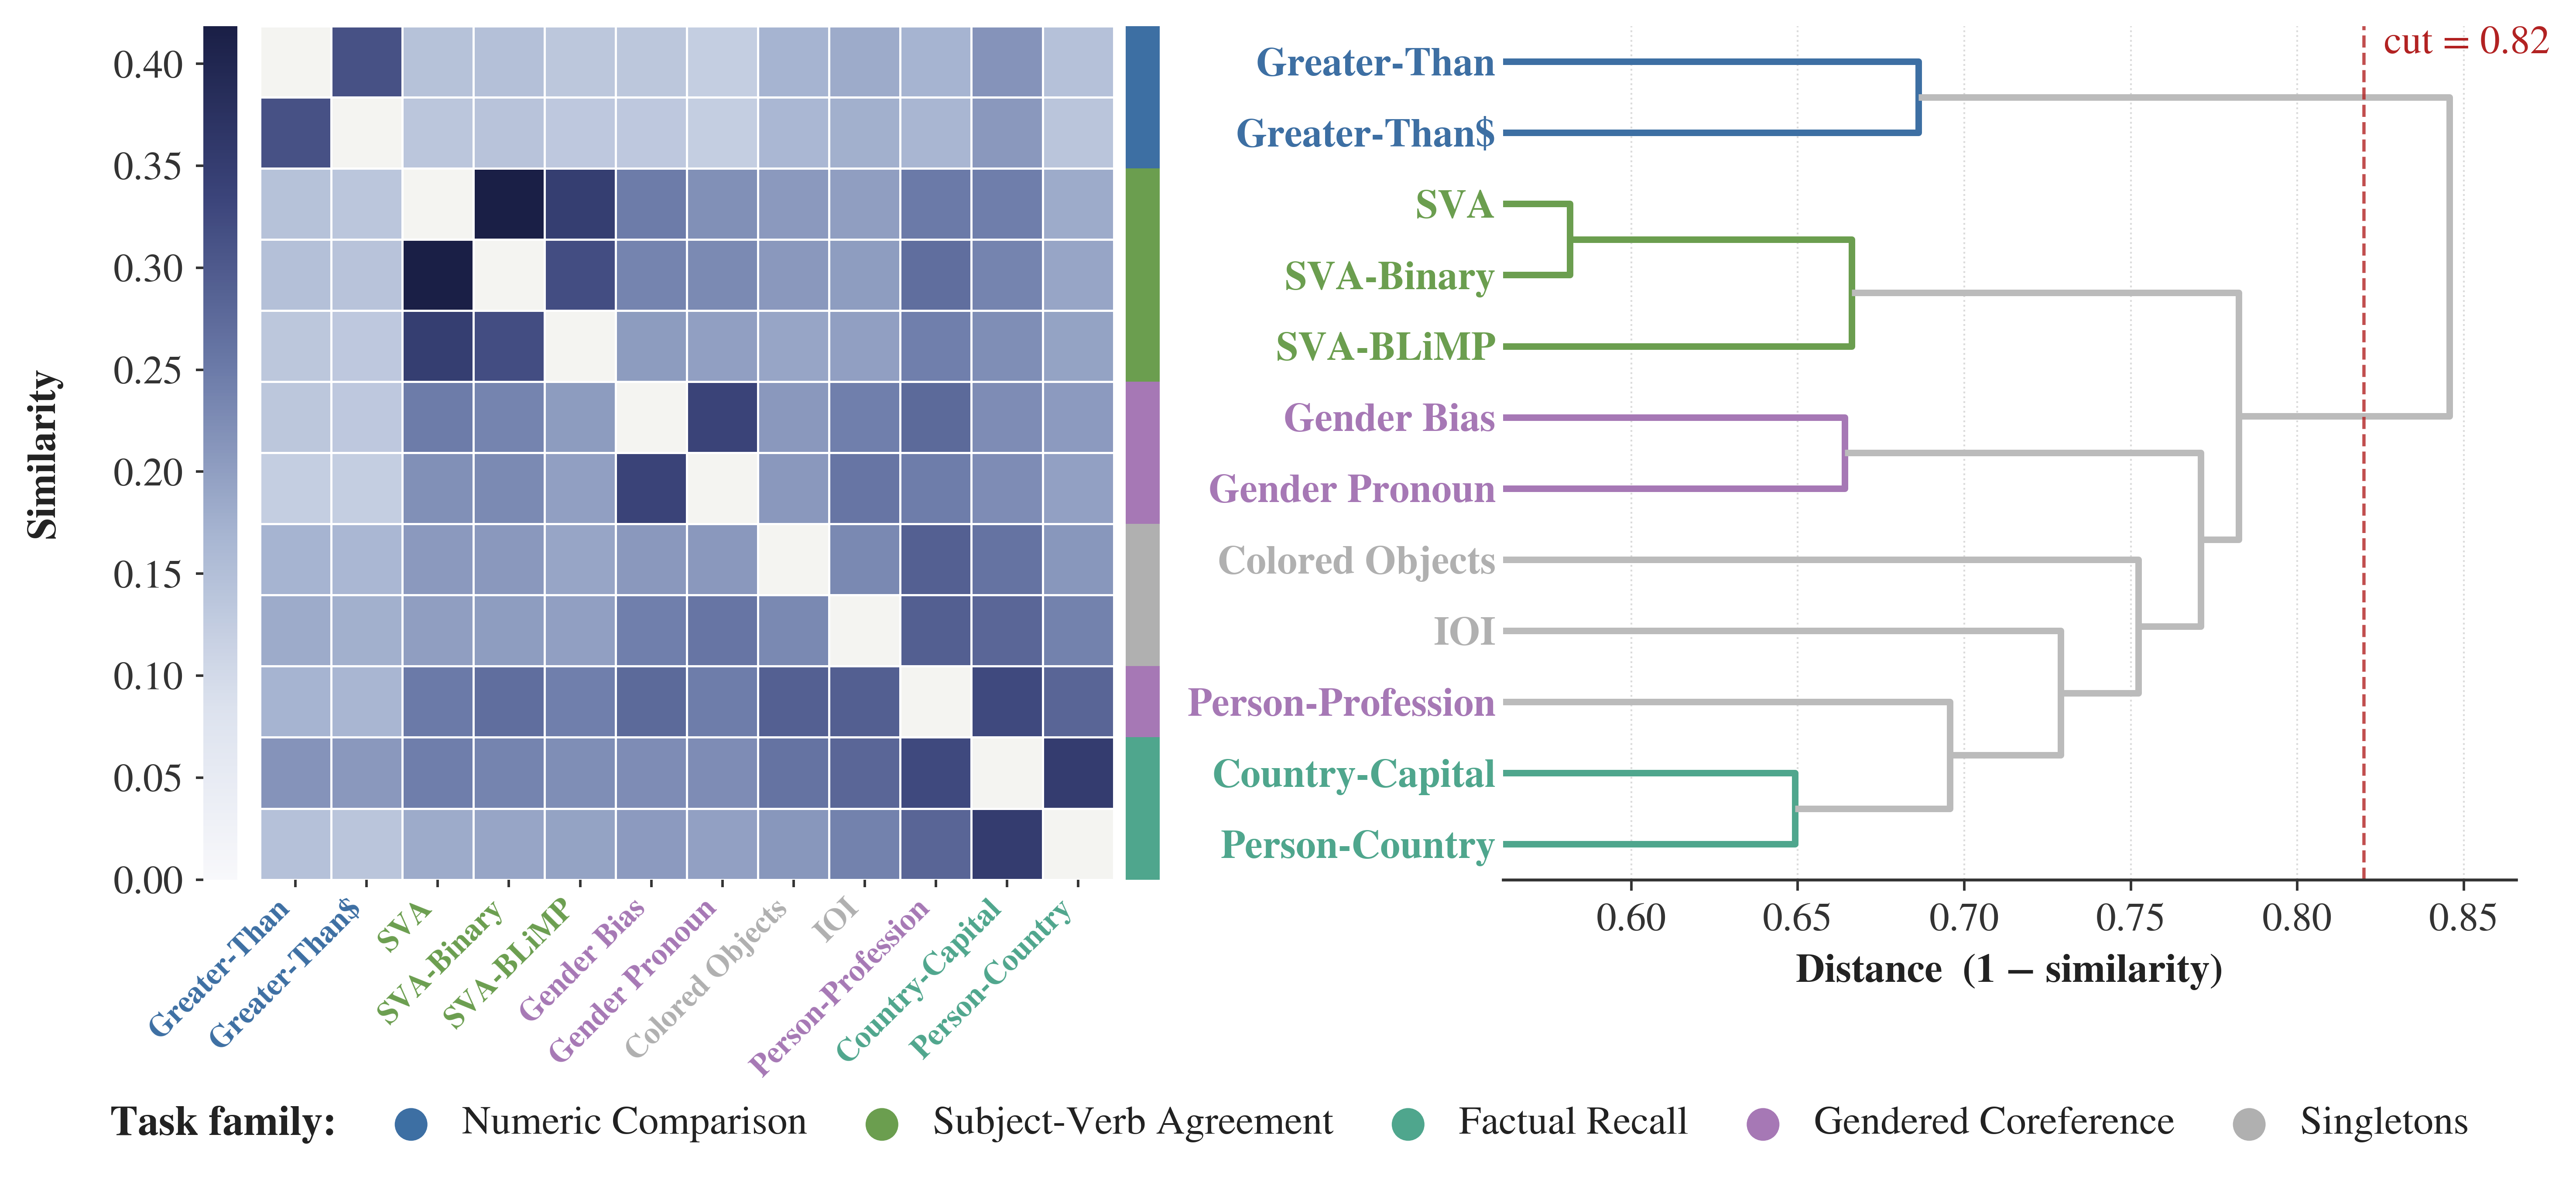 Similarity
0.40
0.35
0.30
0.25
0.20
0.15
0.10
0.05
0.00
Greater-Than
Greater-Than$
SVA
SVA-Binary
SVA-BLiMP
Gender Bias
Gender Pronoun
Colored Objects
IOI
Person-Profession
Country-Capital
Person-Country
cut = 0.82
Greater-Than
Greater-Than$
SVA
SVA-Binary
SVA-BLiMP
Gender Bias
Gender Pronoun
Colored Objects
IOI
Person-Profession
Country-Capital
Person-Country
0.60 0.65 0.70 0.75 0.80 0.85
Distance (1 − similarity)
Task family: Numeric Comparison Subject-Verb Agreement Factual Recall Gendered Coreference Singletons